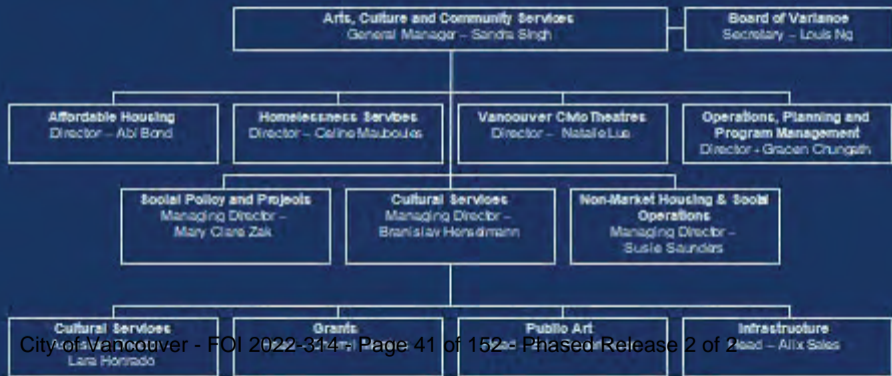 Arts, Culture and Community Services
General Manager – Sandra Singh
Board of Variance
Secretary – Louis Ng
Affordable Housing
Director – Abi Bond
Homelessness Services
Director – Celine Mauboules
Vancouver Civic Theatres
Director – Natalie Lue
Operations, Planning and
Program Management
Director - Gracen Chungath
Social Policy and Projects
Managing Director –
Mary Clare Zak
Cultural Services
Managing Director –
Branislav Henselmann
Non-Market Housing & Social
Operations
Managing Director –
Susie Saunders
Cultural Services
Lara Honrado
Grants
Public Art
Infrastructure
Head – Alix Sales
City of Vancouver - FOI 2022-314 - Page 41 of 152 - Phased Release 2 of 2